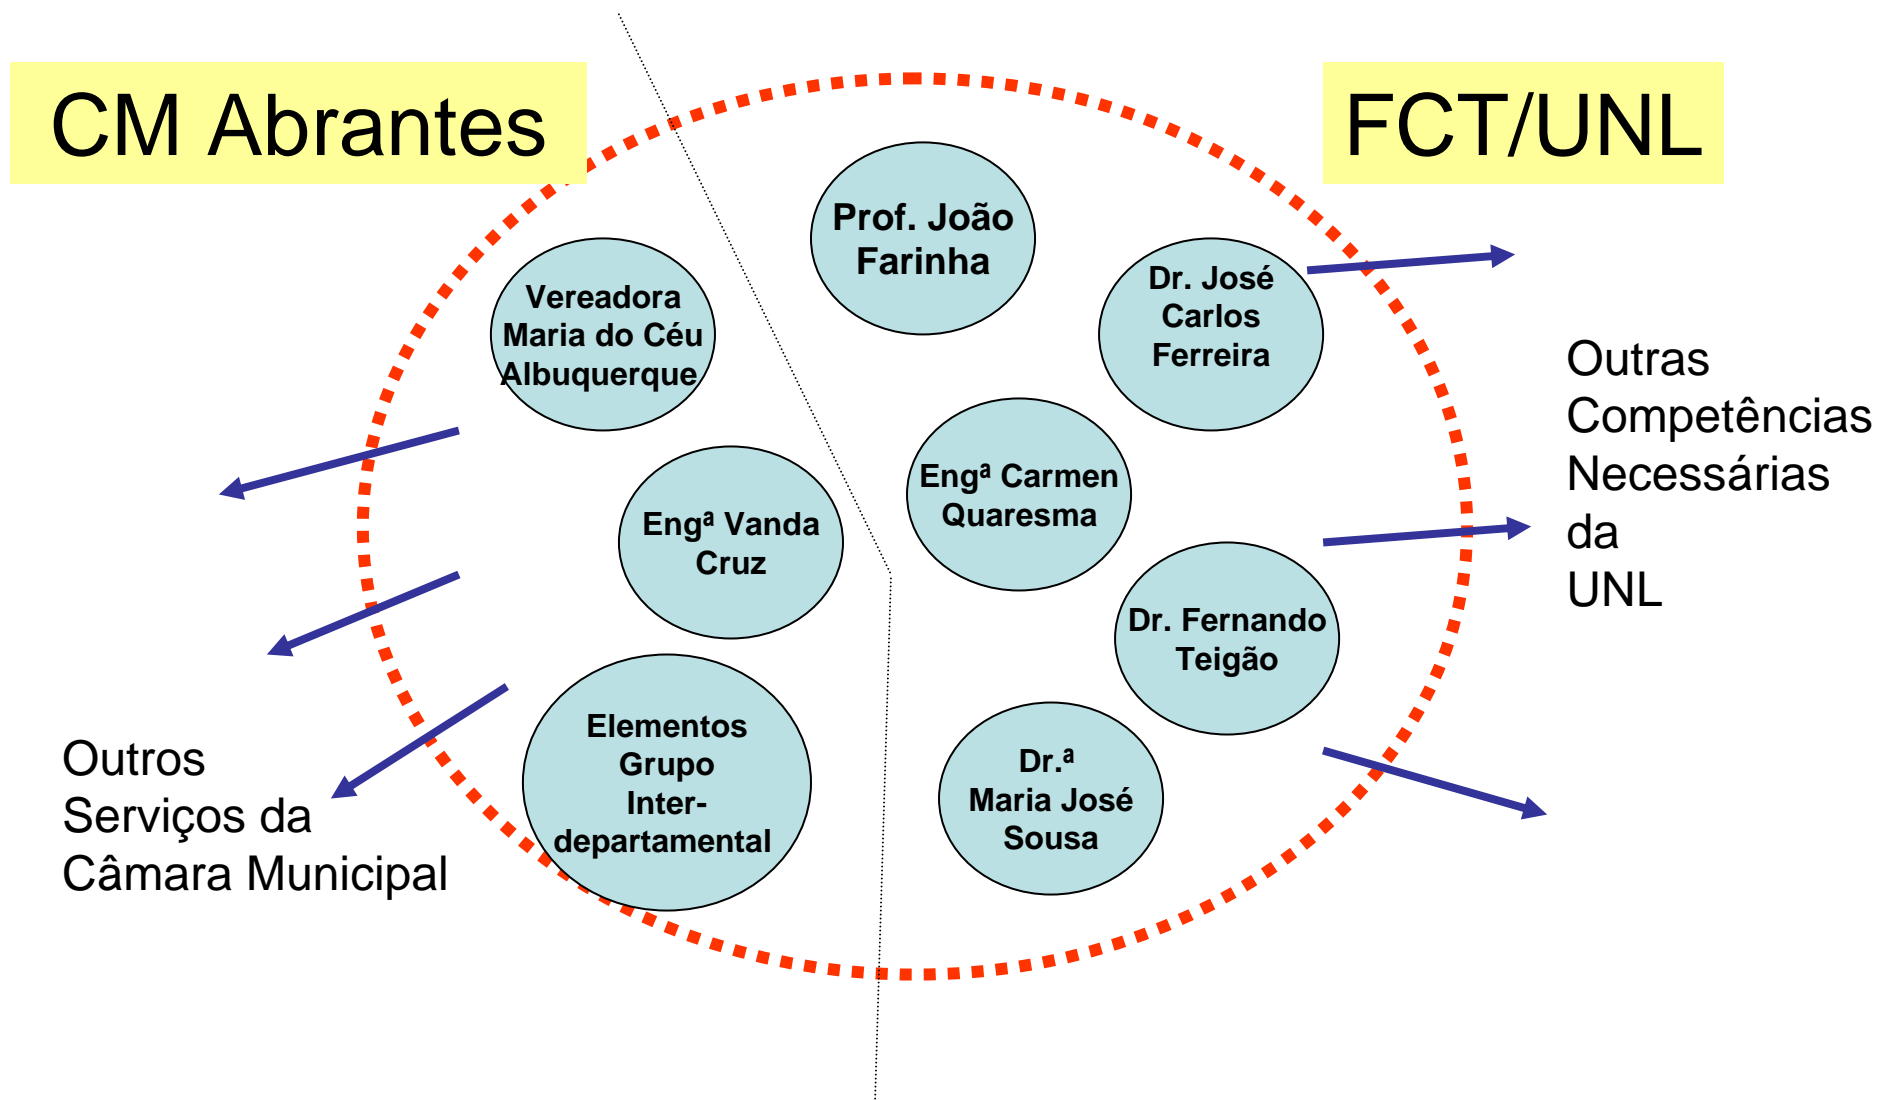 CM Abrantes
FCT/UNL
Prof. João
Farinha
Vereadora
Maria do Céu
Albuquerque
Dr. José
Carlos
Ferreira
Engª Carmen
Quaresma
Engª Vanda
Cruz
Dr. Fernando
Teigão
Elementos
Grupo
Inter-
departamental
Dr.ª
Maria José
Sousa
Outras
Competências
Necessárias
da
UNL
Outros
Serviços da
Câmara Municipal